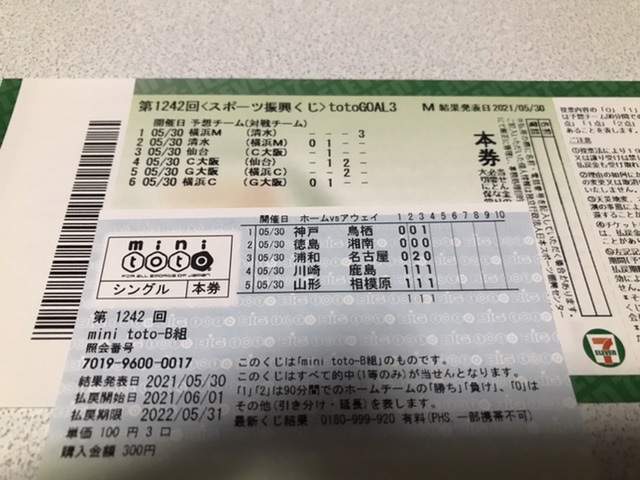 第1242回<スポーツ振興くじ>totoGOAL3 M 結果発表日2021/05/30
開催日 予想チーム(対戦チーム)
1 05/30 横浜M (清水) - - - 3
2 05/30 清水 (横浜M) 0 1 - -
3 05/30 仙台 (C大阪) - 1 - -
4 05/30 C大阪 (仙台) - 1 2 -
5 05/30 G大阪 (横浜C) - - 2 -
6 05/30 横浜C (G大阪) 0 1 - -
本券
ご注意
7
ELEVEN
mini
toto
FOR ALL SPORTS OF JAPAN
シングル 本券
開催日 ホームvsアウェイ 1 2 3 4 5 6 7 8 9 10
1 05/30 神戸 鳥栖 0 0 1
2 05/30 徳島 湘南 0 0 0
3 05/30 浦和 名古屋 0 2 0
4 05/30 川崎 鹿島 1 1 1
5 05/30 山形 相模原 1 1 1
第 1242 回
mini toto-B組
照会番号
7019-9600-0017
結果発表日 2021/05/30
払戻開始日 2021/06/01
払戻期限 2022/05/31
単価 100円 3口
購入金額 300円
このくじは「mini toto-B組」のものです。
このくじはすべて的中(1等のみ)が当せんとなります。
「1」「2」は90分間でのホームチームの「勝ち」「負け」、「0」は
その他(引き分け・延長)を表します。
最新くじ結果 0180-999-920 有料(PHS、一部携帯不可)